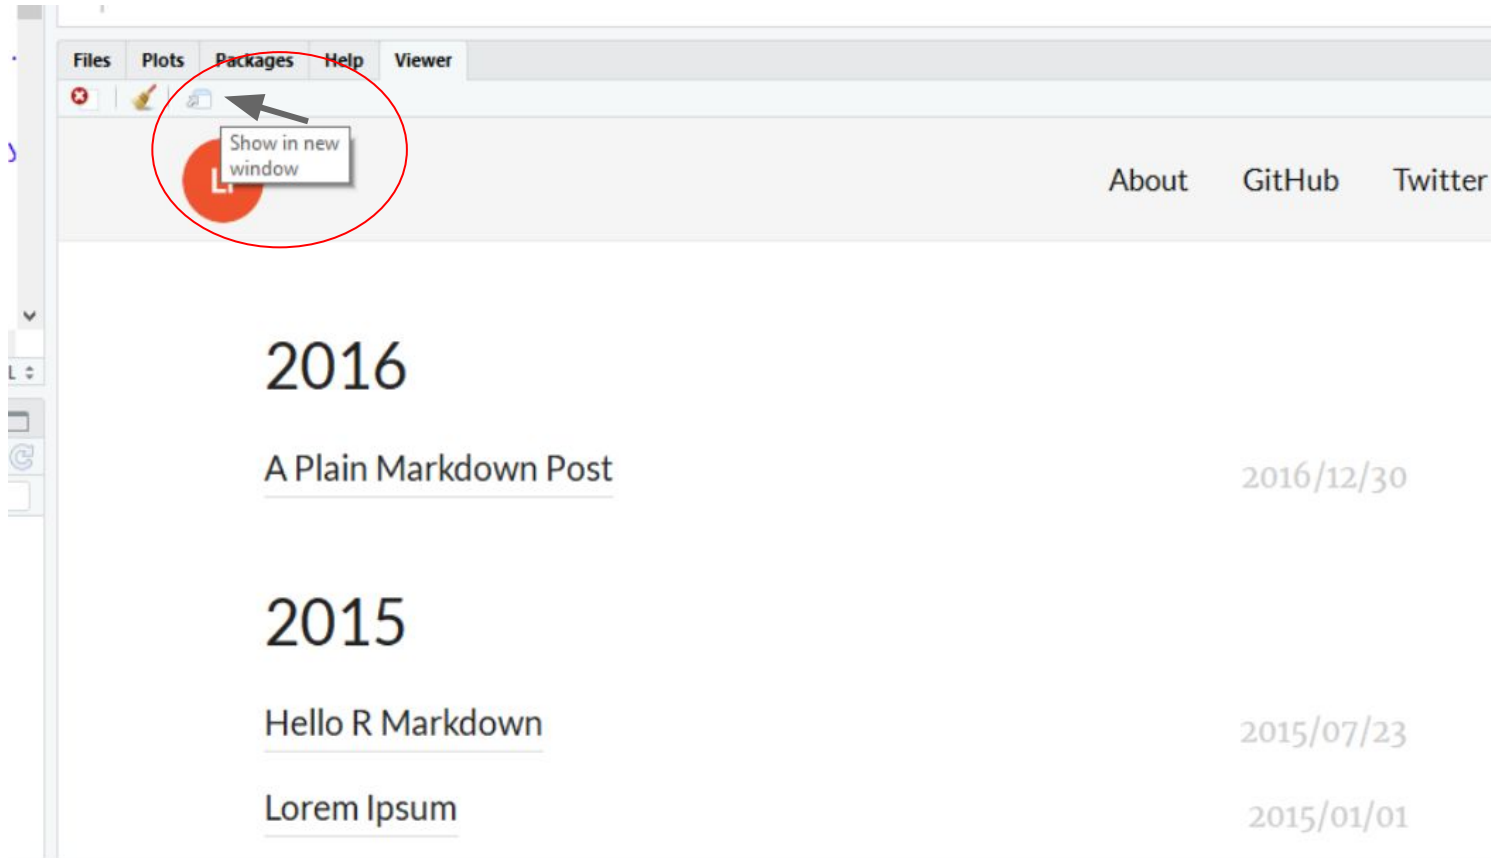 Files Plots Packages Help Viewer
Show in new
window
About GitHub Twitter
2016
A Plain Markdown Post 2016/12/30
2015
Hello R Markdown 2015/07/23
Lorem Ipsum 2015/01/01